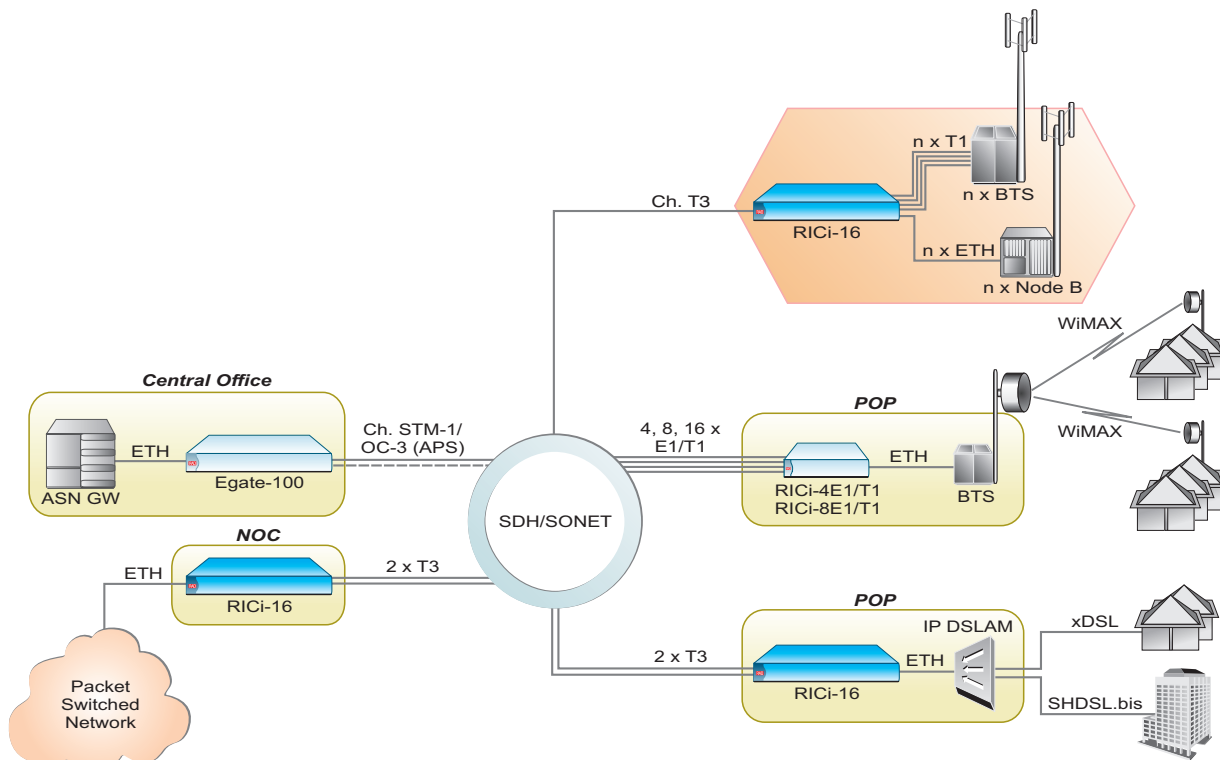 n x T1
n x BTS
Ch. T3
RICi-16
n x ETH
n x Node B
WiMAX
Central Office
POP
Ch. STM-1/
OC-3 (APS)
4, 8, 16 x
E1/T1
ETH
ETH
WiMAX
ASN GW
Egate-100
RICi-4E1/T1
RICi-8E1/T1
BTS
SDH/SONET
NOC
ETH
2 x T3
RICi-16
POP
IP DSLAM
xDSL
2 x T3
ETH
RICi-16
SHDSL.bis
Packet
Switched
Network